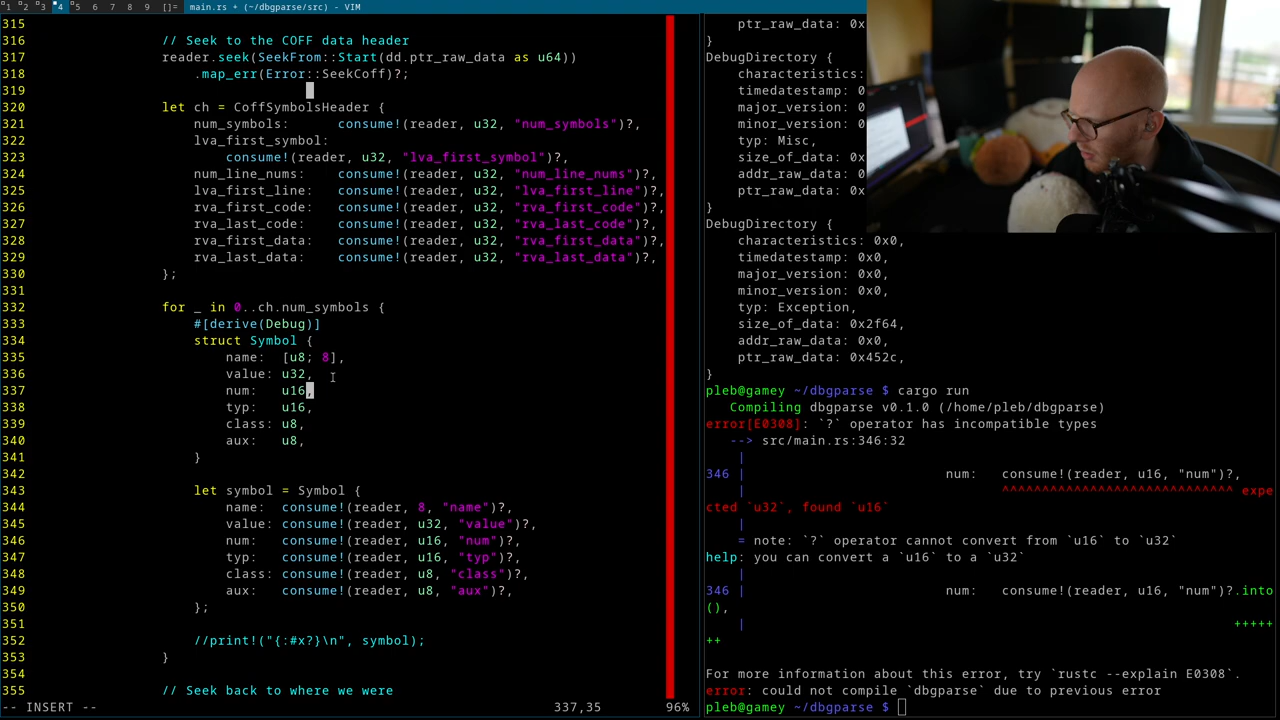 1 2 3 4 5 6 7 8 9 []= main.rs + (~/dbgparse/src) - VIM
315
316 // Seek to the COFF data header
317 reader.seek(SeekFrom::Start(dd.ptr_raw_data as u64))
318 .map_err(Error::SeekCoff)?;
319
320 let ch = CoffSymbolsHeader {
321 num_symbols: consume!(reader, u32, "num_symbols")?,
322 lva_first_symbol:
323 consume!(reader, u32, "lva_first_symbol")?,
324 num_line_nums: consume!(reader, u32, "num_line_nums")?,
325 lva_first_line: consume!(reader, u32, "lva_first_line")?,
326 rva_first_code: consume!(reader, u32, "rva_first_code")?,
327 rva_last_code: consume!(reader, u32, "rva_last_code")?,
328 rva_first_data: consume!(reader, u32, "rva_first_data")?,
329 rva_last_data: consume!(reader, u32, "rva_last_data")?,
330 };
331
332 for _ in 0..ch.num_symbols {
333 #[derive(Debug)]
334 struct Symbol {
335 name: [u8; 8],
336 value: u32,
337 num: u16,
338 typ: u16,
339 class: u8,
340 aux: u8,
341 }
342
343 let symbol = Symbol {
344 name: consume!(reader, 8, "name")?,
345 value: consume!(reader, u32, "value")?,
346 num: consume!(reader, u16, "num")?,
347 typ: consume!(reader, u16, "typ")?,
348 class: consume!(reader, u8, "class")?,
349 aux: consume!(reader, u8, "aux")?,
350 };
351
352 //print!("{:#x?}\n", symbol);
353 }
354
355 // Seek back to where we were
-- INSERT -- 337,35 96%
ptr_raw_data: 0x
}
DebugDirectory {
characteristics:
timedatestamp: 0
major_version: 0
minor_version: 0
typ: Misc,
size_of_data: 0x
addr_raw_data: 0
ptr_raw_data: 0x
}
DebugDirectory {
characteristics: 0x0,
timedatestamp: 0x0,
major_version: 0x0,
minor_version: 0x0,
typ: Exception,
size_of_data: 0x2f64,
addr_raw_data: 0x0,
ptr_raw_data: 0x452c,
}
pleb@gamey ~/dbgparse $ cargo run
Compiling dbgparse v0.1.0 (/home/pleb/dbgparse)
error[E0308]: `?` operator has incompatible types
--> src/main.rs:346:32
|
346 | num: consume!(reader, u16, "num")?,
| ^^^^^^^^^^^^^^^^^^^^^^^^^^^^^ expe
cted `u32`, found `u16`
|
= note: `?` operator cannot convert from `u16` to `u32`
help: you can convert a `u16` to a `u32`
|
346 | num: consume!(reader, u16, "num")?.into
(),
| +++++
++
For more information about this error, try `rustc --explain E0308`.
error: could not compile `dbgparse` due to previous error
pleb@gamey ~/dbgparse $